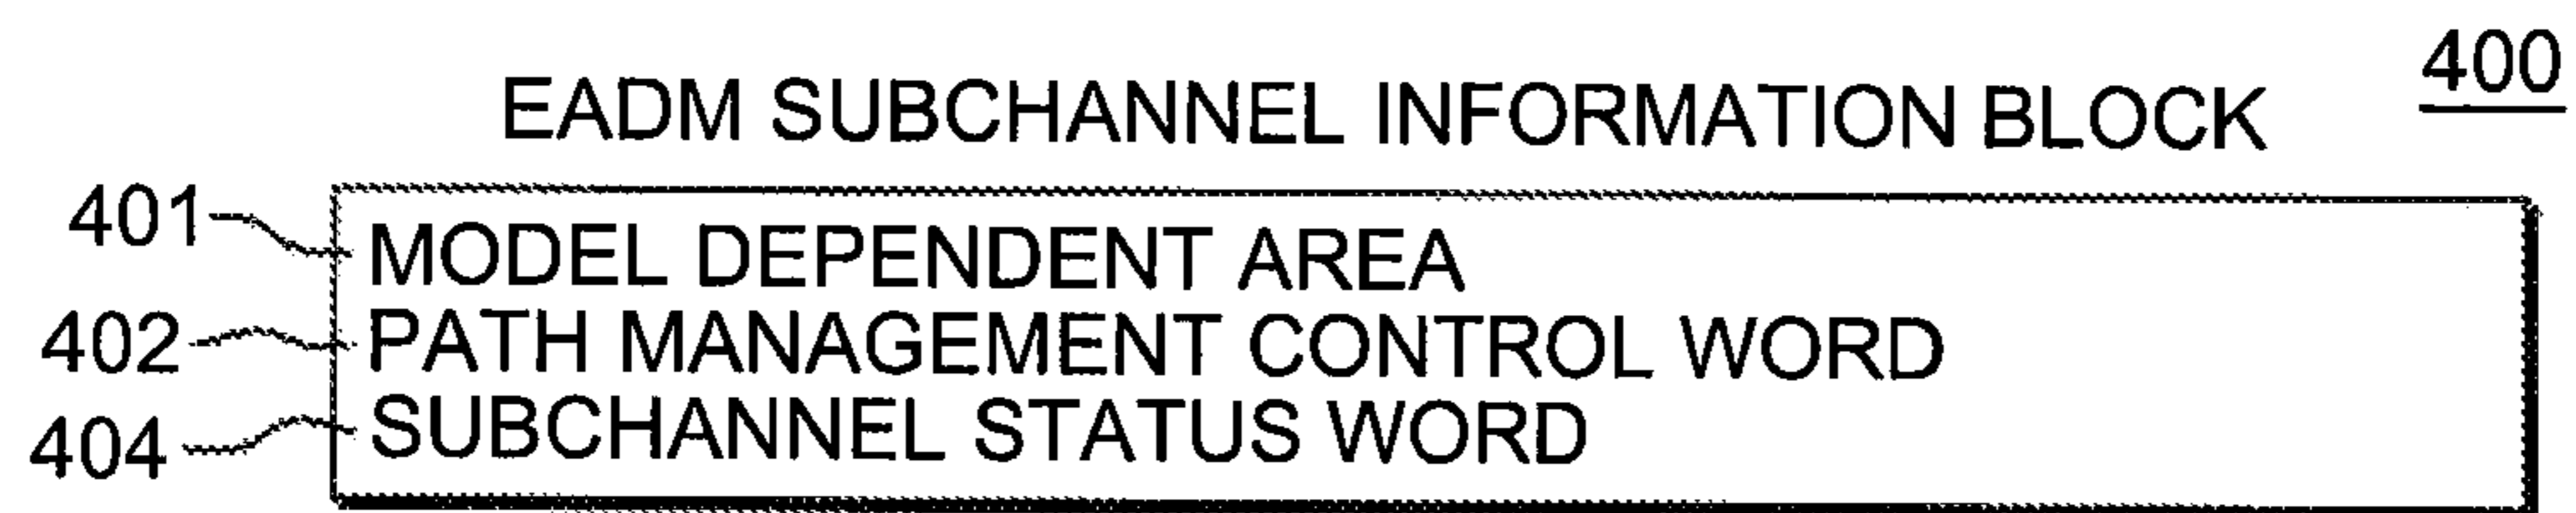 400
EADM SUBCHANNEL INFORMATION BLOCK
401 MODEL DEPENDENT AREA
402 PATH MANAGEMENT CONTROL WORD
404 SUBCHANNEL STATUS WORD